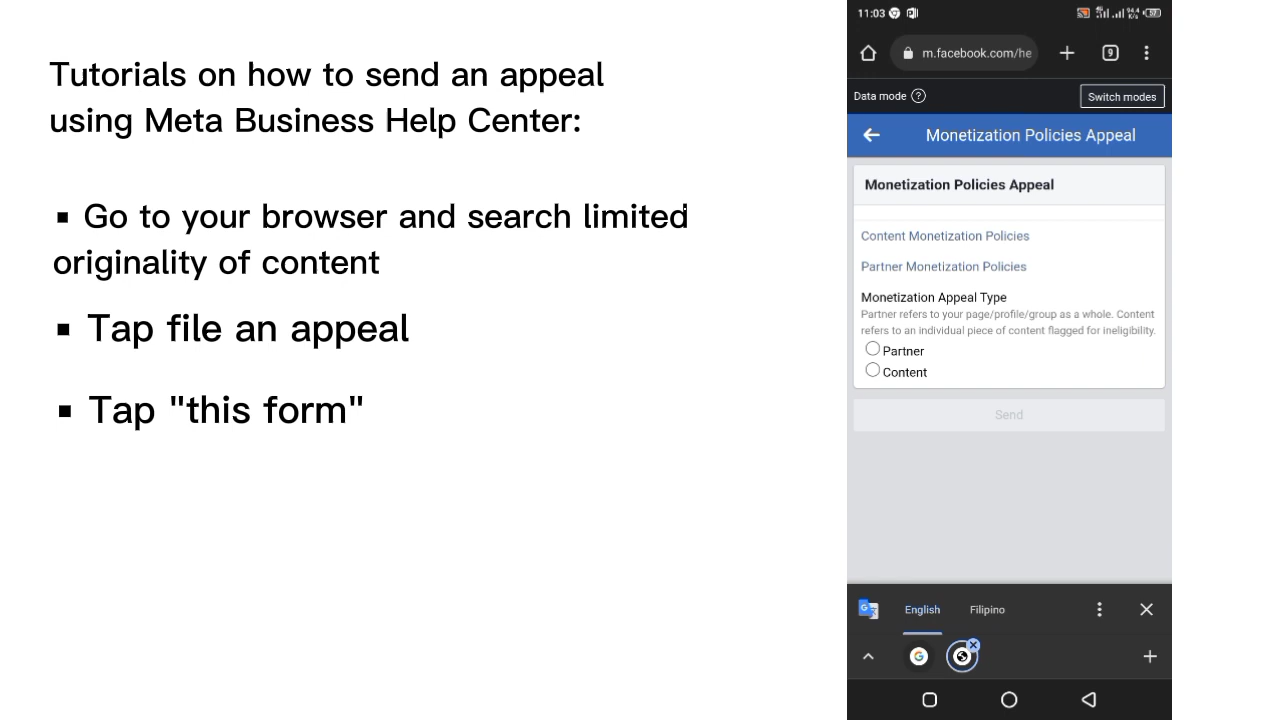 Tutorials on how to send an appeal
using Meta Business Help Center:
▪ Go to your browser and search limited
originality of content
▪ Tap file an appeal
▪ Tap "this form"
11:03
m.facebook.com/he
9
Data mode ?
Switch modes
Monetization Policies Appeal
Monetization Policies Appeal
Content Monetization Policies
Partner Monetization Policies
Monetization Appeal Type
Partner refers to your page/profile/group as a whole. Content
refers to an individual piece of content flagged for ineligibility.
Partner
Content
Send
English Filipino